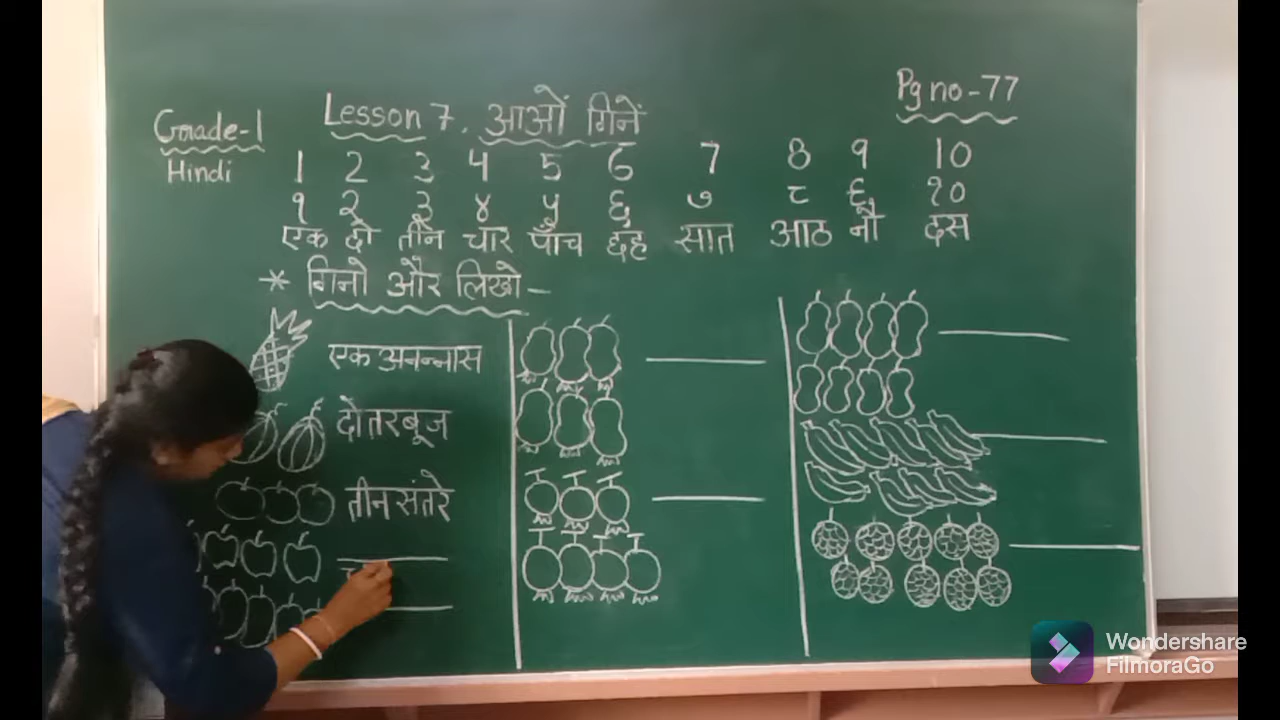 Pg no-77
Grade-1 Lesson 7. आओं गिनें
Hindi
1 2 3 4 5 6 7 8 9 10
१ २ ३ ४ ५ ६ ७ ८ ९ १०
एक दो तीन चार पाँच छह सात आठ नौ दस
* गिनो और लिखो-
एक अनन्नास
दो तरबूज
तीन संतरे
Wondershare
FilmoraGo